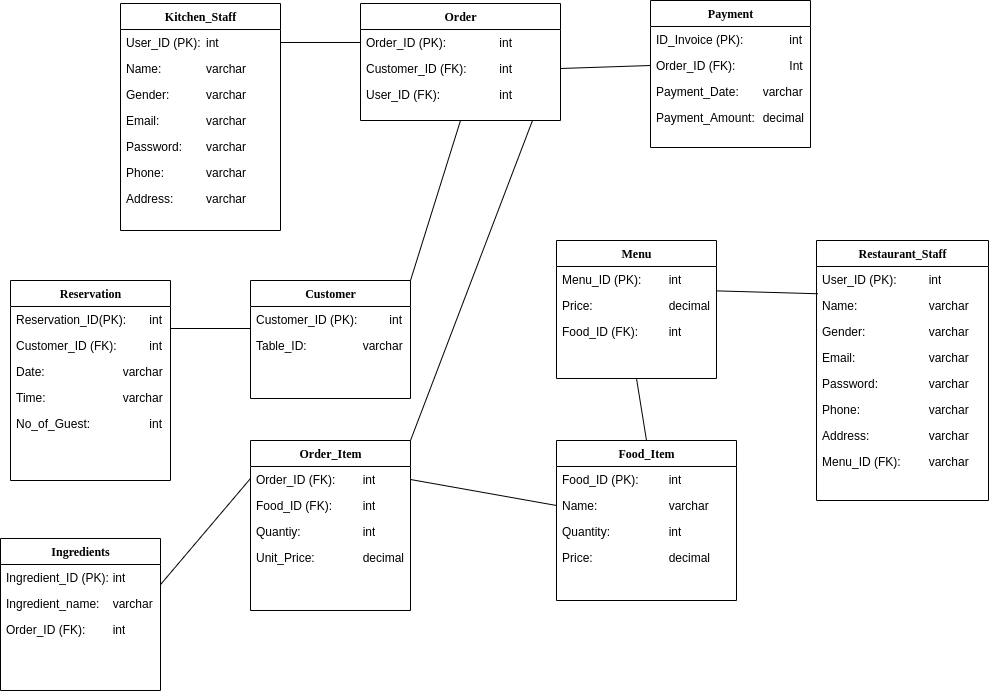 Kitchen_Staff
User_ID (PK): int
Name: varchar
Gender: varchar
Email: varchar
Password: varchar
Phone: varchar
Address: varchar
Order
Order_ID (PK): int
Customer_ID (FK): int
User_ID (FK): int
Payment
ID_Invoice (PK): int
Order_ID (FK): Int
Payment_Date: varchar
Payment_Amount: decimal
Reservation
Reservation_ID(PK): int
Customer_ID (FK): int
Date: varchar
Time: varchar
No_of_Guest: int
Customer
Customer_ID (PK): int
Table_ID: varchar
Menu
Menu_ID (PK): int
Price: decimal
Food_ID (FK): int
Restaurant_Staff
User_ID (PK): int
Name: varchar
Gender: varchar
Email: varchar
Password: varchar
Phone: varchar
Address: varchar
Menu_ID (FK): varchar
Order_Item
Order_ID (FK): int
Food_ID (FK): int
Quantiy: int
Unit_Price: decimal
Food_Item
Food_ID (PK): int
Name: varchar
Quantity: int
Price: decimal
Ingredients
Ingredient_ID (PK): int
Ingredient_name: varchar
Order_ID (FK): int